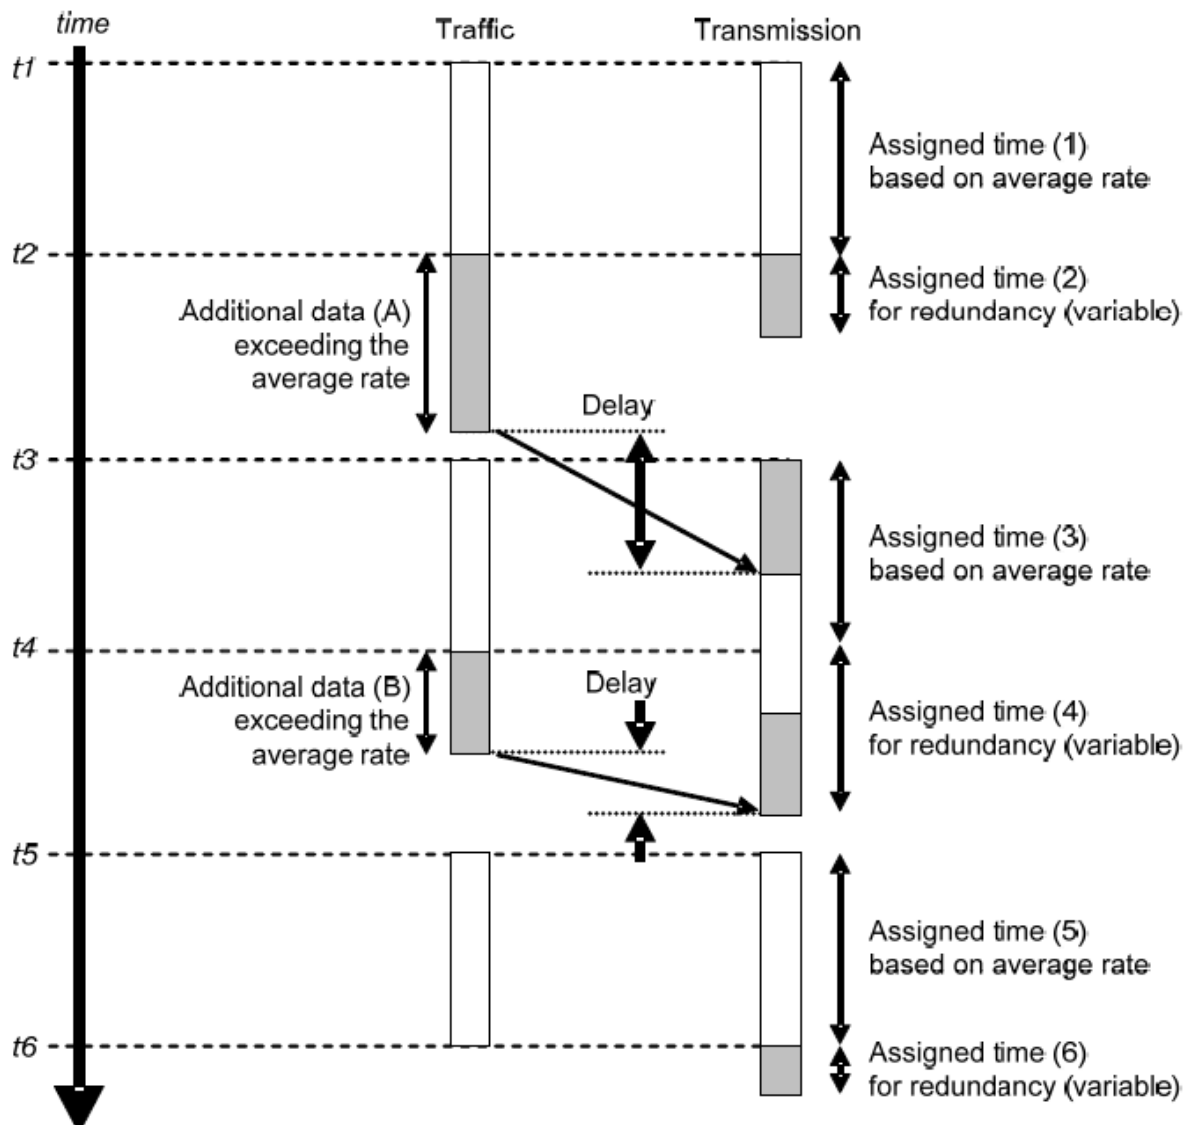 time
Traffic
Transmission
t1
Assigned time (1)
based on average rate
t2
Additional data (A)
exceeding the
average rate
Assigned time (2)
for redundancy (variable)
Delay
t3
Assigned time (3)
based on average rate
t4
Additional data (B)
exceeding the
average rate
Delay
Assigned time (4)
for redundancy (variable)
t5
Assigned time (5)
based on average rate
t6
Assigned time (6)
for redundancy (variable)